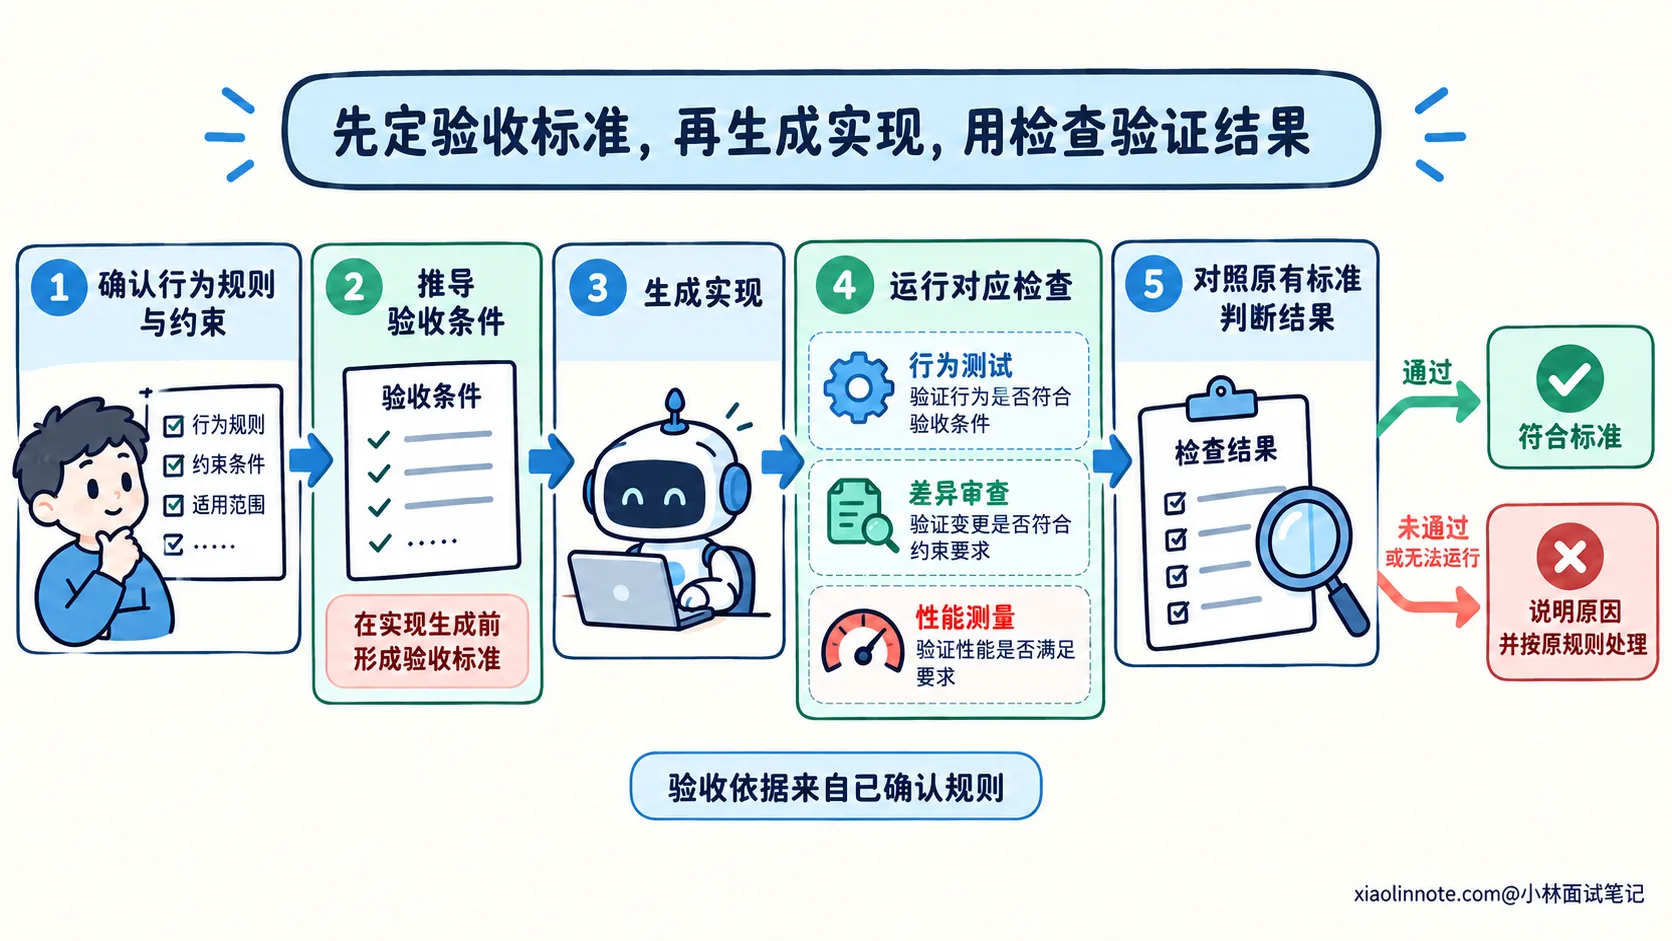 先定验收标准，再生成实现，用检查验证结果
1
确认行为规则
与约束
行为规则
约束条件
适用范围
·····
2
推导
验收条件
验收条件
·····
在实现生成前
形成验收标准
3
生成实现
4
运行对应检查
行为测试
验证行为是否符合
验收条件
差异审查
验证变更是否符合
约束要求
性能测量
验证性能是否满足
要求
5
对照原有标准
判断结果
检查结果
通过
符合标准
未通过
或无法运行
说明原因
并按原规则处理
验收依据来自已确认规则
xiaolinnote.com@小林面试笔记